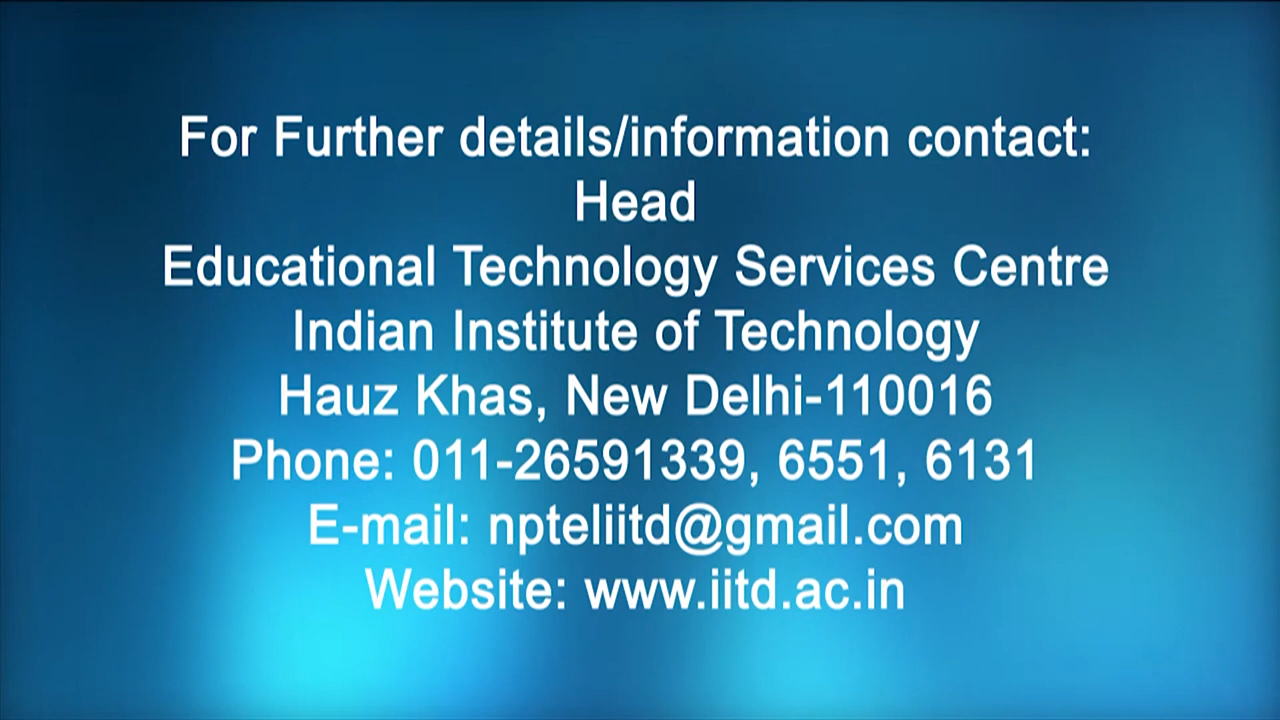 For Further details/information contact:
Head
Educational Technology Services Centre
Indian Institute of Technology
Hauz Khas, New Delhi-110016
Phone: 011-26591339, 6551, 6131
E-mail: npteliitd@gmail.com
Website: www.iitd.ac.in